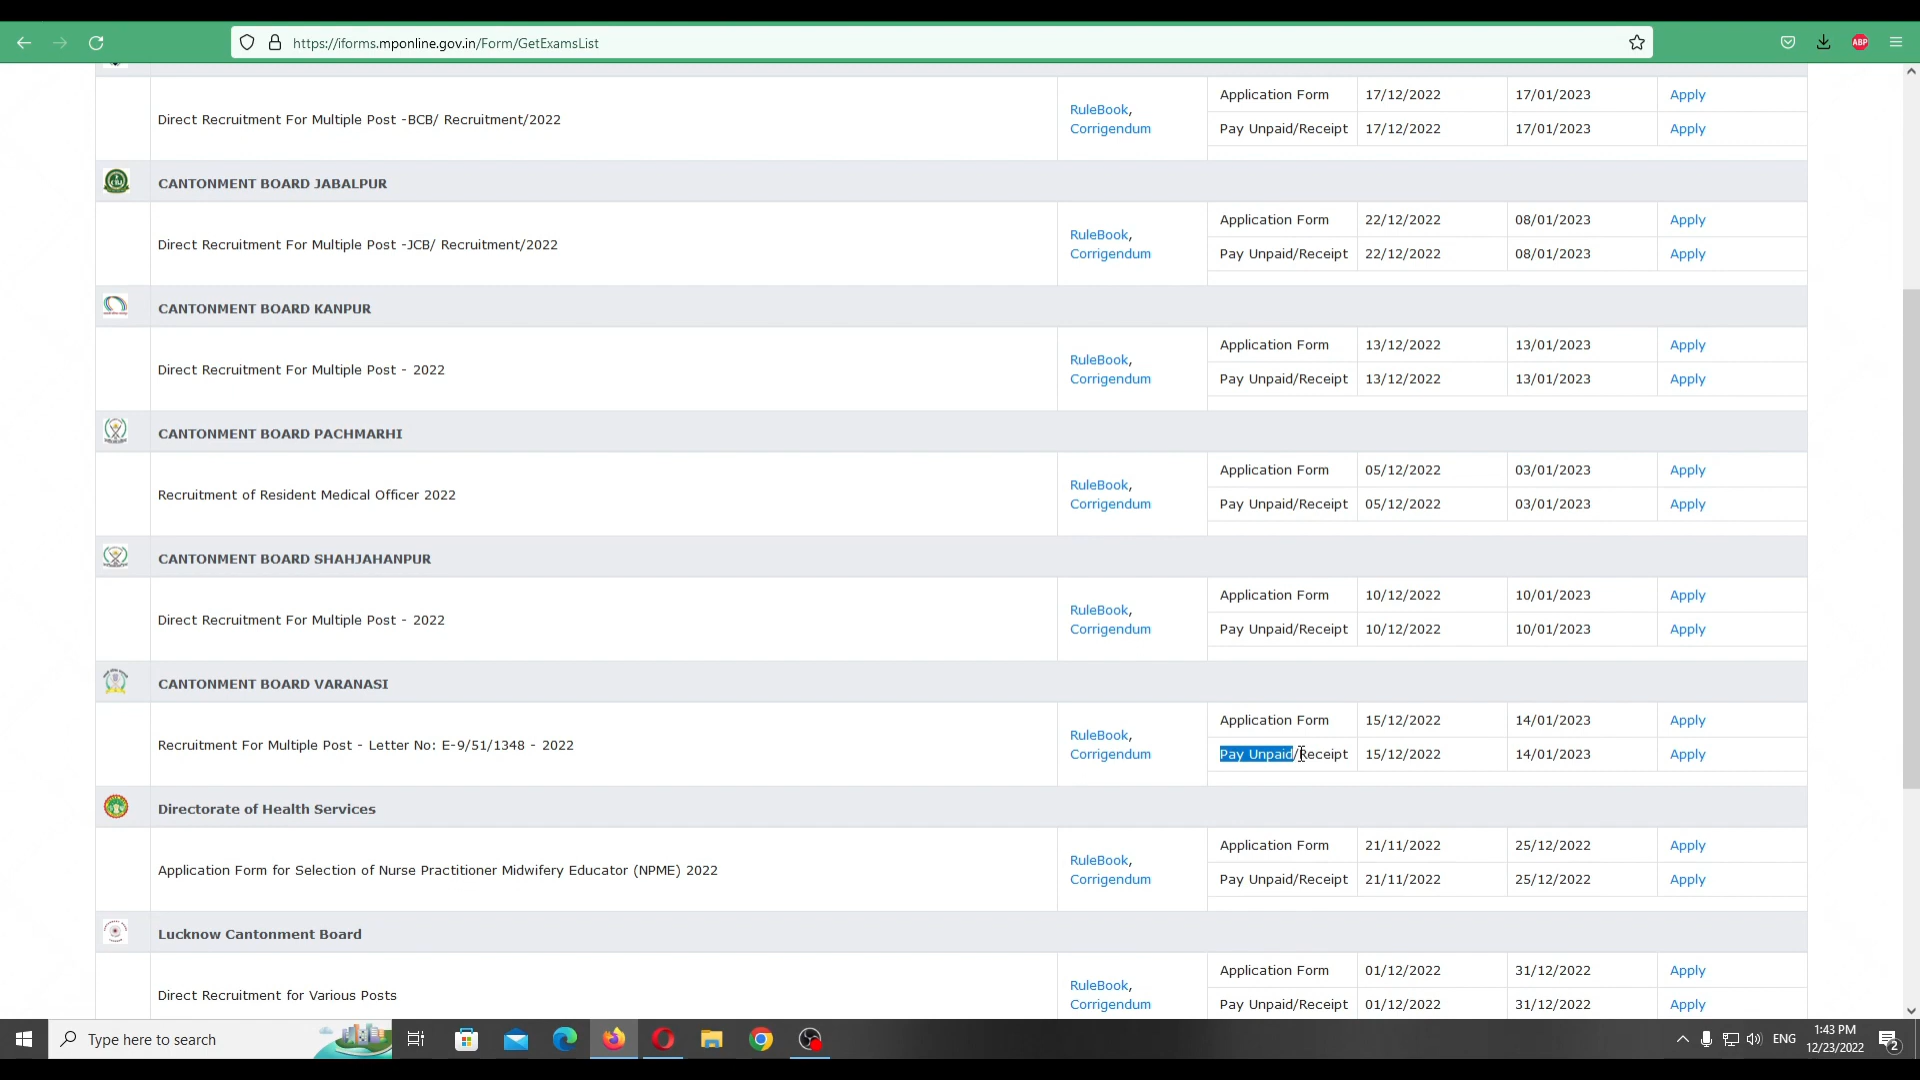 https://iforms.mponline.gov.in/Form/GetExamsList
ABP
Direct Recruitment For Multiple Post -BCB/ Recruitment/2022
RuleBook,
Corrigendum
Application Form 17/12/2022 17/01/2023 Apply
Pay Unpaid/Receipt 17/12/2022 17/01/2023 Apply
CANTONMENT BOARD JABALPUR
Direct Recruitment For Multiple Post -JCB/ Recruitment/2022
RuleBook,
Corrigendum
Application Form 22/12/2022 08/01/2023 Apply
Pay Unpaid/Receipt 22/12/2022 08/01/2023 Apply
CANTONMENT BOARD KANPUR
Direct Recruitment For Multiple Post - 2022
RuleBook,
Corrigendum
Application Form 13/12/2022 13/01/2023 Apply
Pay Unpaid/Receipt 13/12/2022 13/01/2023 Apply
CANTONMENT BOARD PACHMARHI
Recruitment of Resident Medical Officer 2022
RuleBook,
Corrigendum
Application Form 05/12/2022 03/01/2023 Apply
Pay Unpaid/Receipt 05/12/2022 03/01/2023 Apply
CANTONMENT BOARD SHAHJAHANPUR
Direct Recruitment For Multiple Post - 2022
RuleBook,
Corrigendum
Application Form 10/12/2022 10/01/2023 Apply
Pay Unpaid/Receipt 10/12/2022 10/01/2023 Apply
CANTONMENT BOARD VARANASI
Recruitment For Multiple Post - Letter No: E-9/51/1348 - 2022
RuleBook,
Corrigendum
Application Form 15/12/2022 14/01/2023 Apply
Pay Unpaid/Receipt 15/12/2022 14/01/2023 Apply
Directorate of Health Services
Application Form for Selection of Nurse Practitioner Midwifery Educator (NPME) 2022
RuleBook,
Corrigendum
Application Form 21/11/2022 25/12/2022 Apply
Pay Unpaid/Receipt 21/11/2022 25/12/2022 Apply
Lucknow Cantonment Board
Direct Recruitment for Various Posts
RuleBook,
Corrigendum
Application Form 01/12/2022 31/12/2022 Apply
Pay Unpaid/Receipt 01/12/2022 31/12/2022 Apply
Type here to search
ENG
1:43 PM
12/23/2022
2